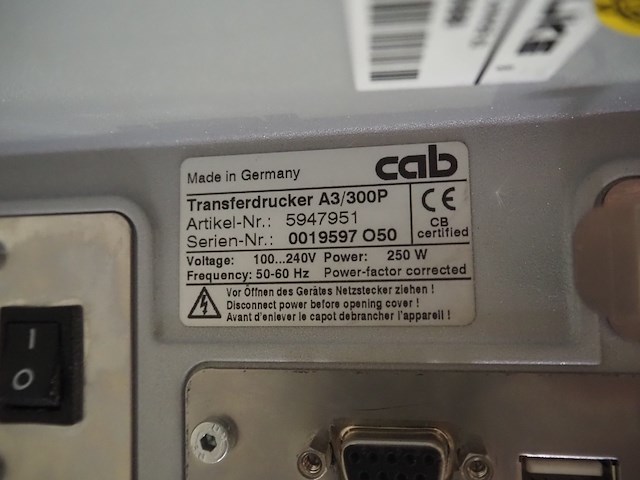 Made in Germany
cab
Transferdrucker A3/300P
Artikel-Nr.: 5947951
Serien-Nr.: 0019597 O50
CE
CB
certified
Voltage: 100...240V Power: 250 W
Frequency: 50-60 Hz Power-factor corrected
Vor Öffnen des Gerätes Netzstecker ziehen !
Disconnect power before opening cover !
Avant d'enlever le capot debrancher l'appareil !
I
O